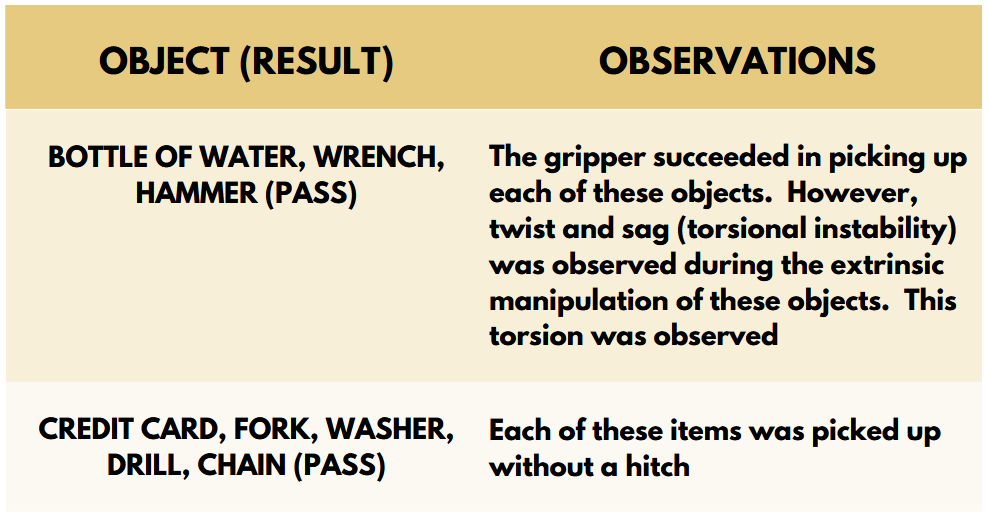 OBJECT (RESULT)
OBSERVATIONS
BOTTLE OF WATER, WRENCH,
HAMMER (PASS)
The gripper succeeded in picking up
each of these objects.  However,
twist and sag (torsional instability)
was observed during the extrinsic
manipulation of these objects.  This
torsion was observed
CREDIT CARD, FORK, WASHER,
DRILL, CHAIN (PASS)
Each of these items was picked up
without a hitch